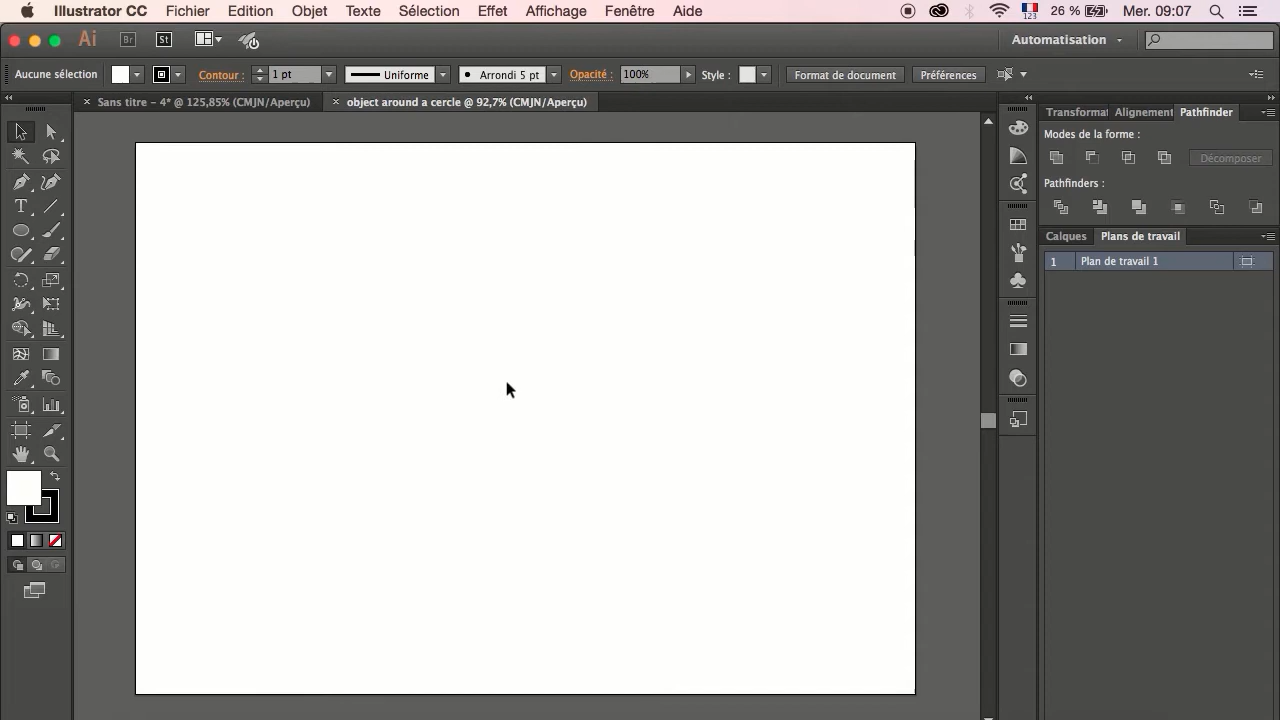 Illustrator CC Fichier Edition Objet Texte Sélection Effet Affichage Fenêtre Aide 123 26 % Mer. 09:07
Ai Br St Automatisation
Aucune sélection Contour : 1 pt Uniforme Arrondi 5 pt Opacité : 100% Style : Format de document Préférences
Sans titre – 4* @ 125,85% (CMJN/Aperçu) object around a cercle @ 92,7% (CMJN/Aperçu)
Transformat Alignement Pathfinder
Modes de la forme :
Décomposer
Pathfinders :
Calques Plans de travail
1 Plan de travail 1